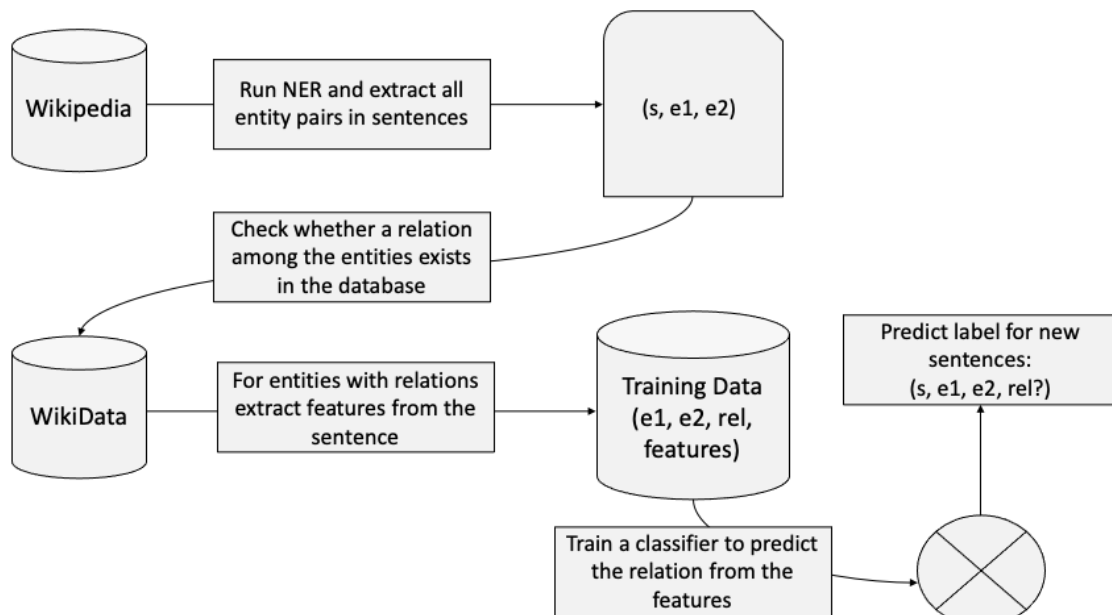 Wikipedia
Run NER and extract all
entity pairs in sentences
(s, e1, e2)
Check whether a relation
among the entities exists
in the database
WikiData
For entities with relations
extract features from the
sentence
Training Data
(e1, e2, rel,
features)
Predict label for new
sentences:
(s, e1, e2, rel?)
Train a classifier to predict
the relation from the
features